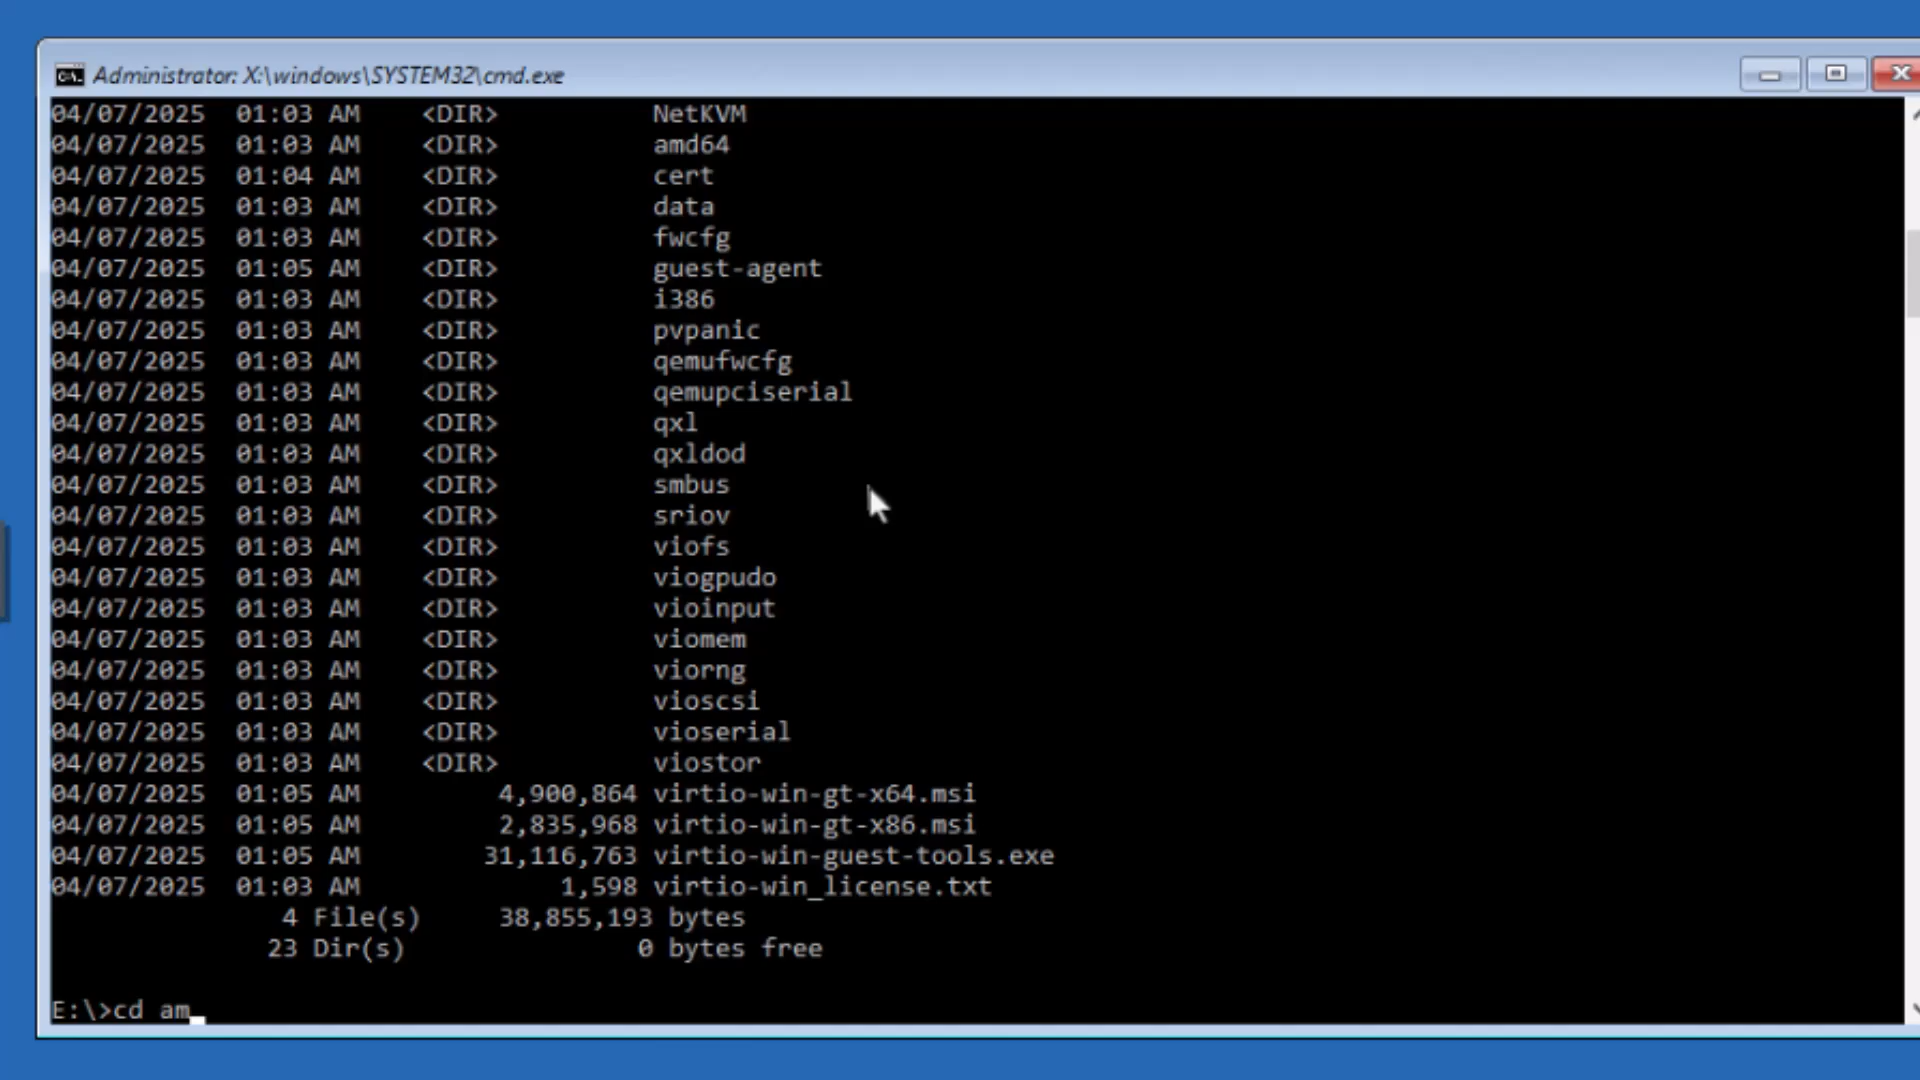 Administrator: X:\windows\SYSTEM32\cmd.exe
04/07/2025  01:03 AM    <DIR>          NetKVM
04/07/2025  01:03 AM    <DIR>          amd64
04/07/2025  01:04 AM    <DIR>          cert
04/07/2025  01:03 AM    <DIR>          data
04/07/2025  01:03 AM    <DIR>          fwcfg
04/07/2025  01:05 AM    <DIR>          guest-agent
04/07/2025  01:03 AM    <DIR>          i386
04/07/2025  01:03 AM    <DIR>          pvpanic
04/07/2025  01:03 AM    <DIR>          qemufwcfg
04/07/2025  01:03 AM    <DIR>          qemupciserial
04/07/2025  01:03 AM    <DIR>          qxl
04/07/2025  01:03 AM    <DIR>          qxldod
04/07/2025  01:03 AM    <DIR>          smbus
04/07/2025  01:03 AM    <DIR>          sriov
04/07/2025  01:03 AM    <DIR>          viofs
04/07/2025  01:03 AM    <DIR>          viogpudo
04/07/2025  01:03 AM    <DIR>          vioinput
04/07/2025  01:03 AM    <DIR>          viomem
04/07/2025  01:03 AM    <DIR>          viorng
04/07/2025  01:03 AM    <DIR>          vioscsi
04/07/2025  01:03 AM    <DIR>          vioserial
04/07/2025  01:03 AM    <DIR>          viostor
04/07/2025  01:05 AM         4,900,864 virtio-win-gt-x64.msi
04/07/2025  01:05 AM         2,835,968 virtio-win-gt-x86.msi
04/07/2025  01:05 AM        31,116,763 virtio-win-guest-tools.exe
04/07/2025  01:03 AM             1,598 virtio-win_license.txt
               4 File(s)     38,855,193 bytes
              23 Dir(s)               0 bytes free
E:\>cd am_